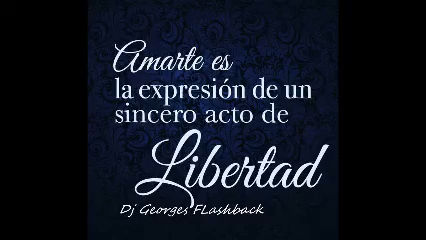 Amarte es
la expresión de un
sincero acto de
Libertad
Dj Georges FLashback